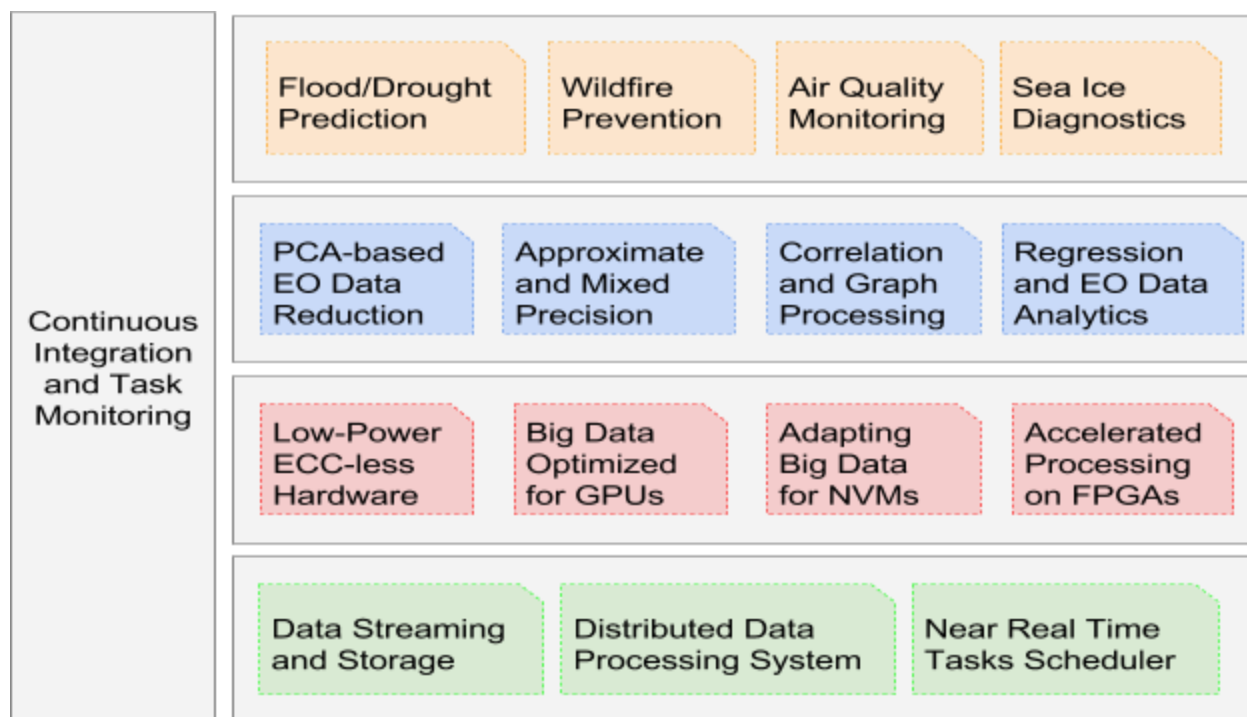 Continuous
Integration
and Task
Monitoring
Flood/Drought
Prediction
Wildfire
Prevention
Air Quality
Monitoring
Sea Ice
Diagnostics
PCA-based
EO Data
Reduction
Approximate
and Mixed
Precision
Correlation
and Graph
Processing
Regression
and EO Data
Analytics
Low-Power
ECC-less
Hardware
Big Data
Optimized
for GPUs
Adapting
Big Data
for NVMs
Accelerated
Processing
on FPGAs
Data Streaming
and Storage
Distributed Data
Processing System
Near Real Time
Tasks Scheduler